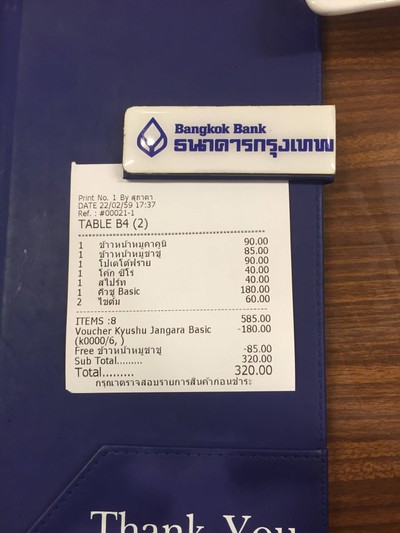 Bangkok Bank
ธนาคารกรุงเทพ
Print No. 1 By สุภาดา
DATE 22/02/59 17:37
Ref. : #00021-1
TABLE B4 (2)
1 ข้าวหน้าหมูคาคูนิ 90.00
1 ข้าวหน้าหมูชาชู 85.00
1 โปเตโต้ฟราย 90.00
1 โค้ก ซีโร่ 40.00
1 สไปร์ท 40.00
1 คิวชู Basic 180.00
2 ไข่ต้ม 60.00
ITEMS :8 585.00
Voucher Kyushu Jangara Basic -180.00
(k0000/6, )
Free ข้าวหน้าหมูชาชู -85.00
Sub Total......... 320.00
Total......... 320.00
กรุณาตรวจสอบรายการสินค้าก่อนชำระ
Thank You